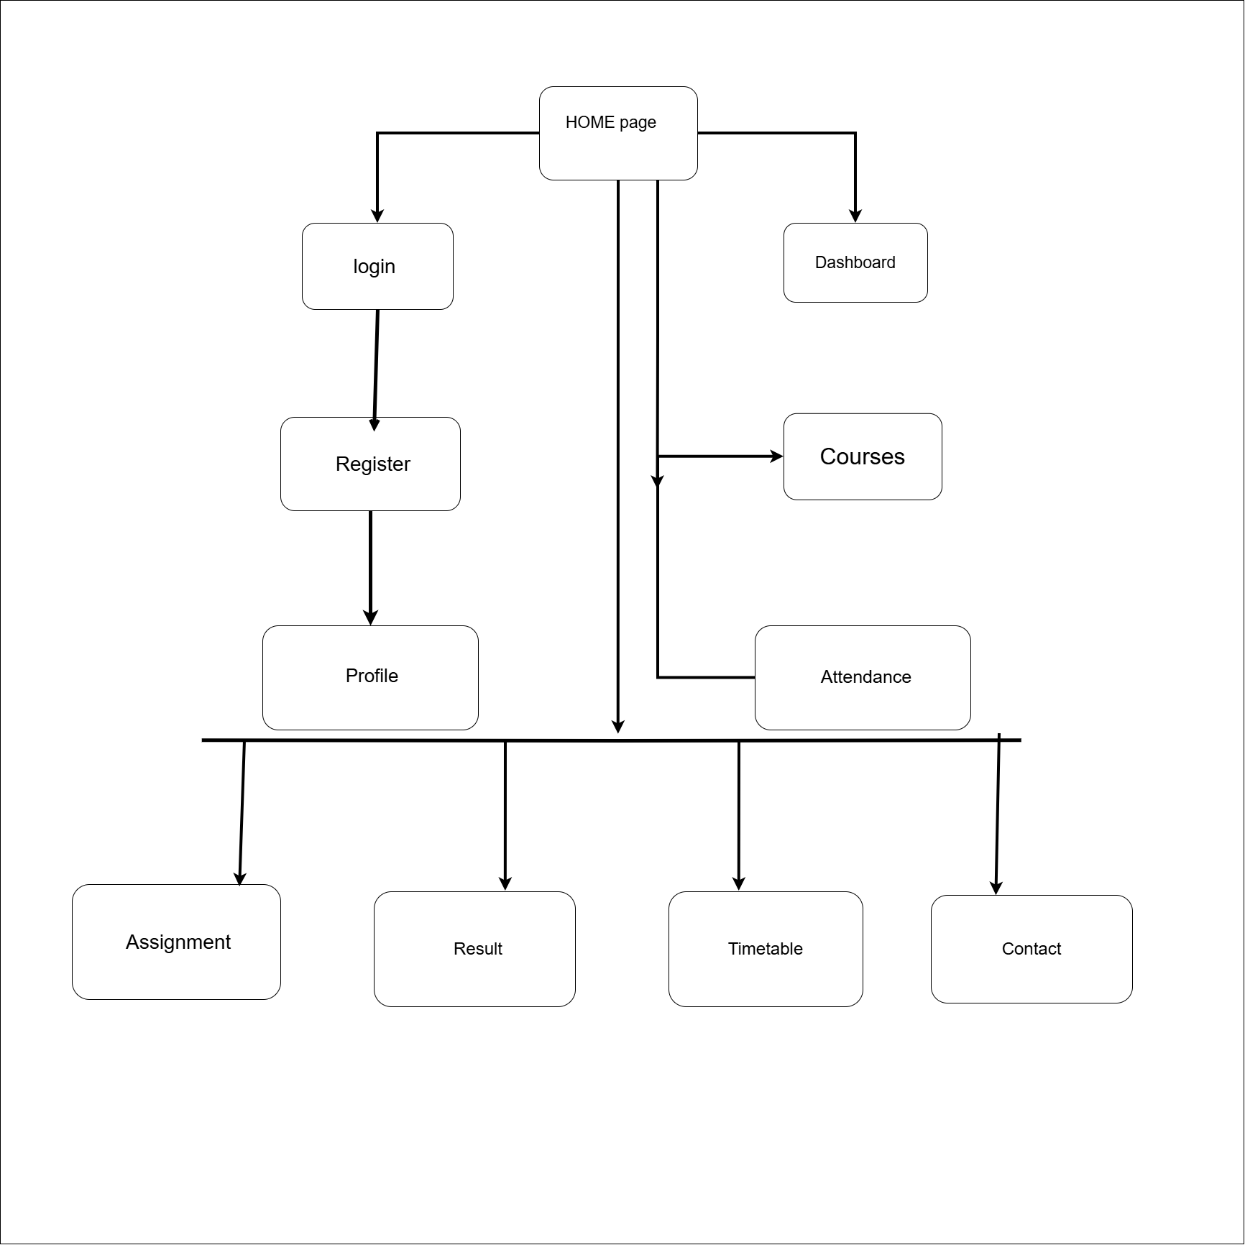 HOME page
login
Dashboard
Register
Courses
Profile
Attendance
Assignment
Result
Timetable
Contact